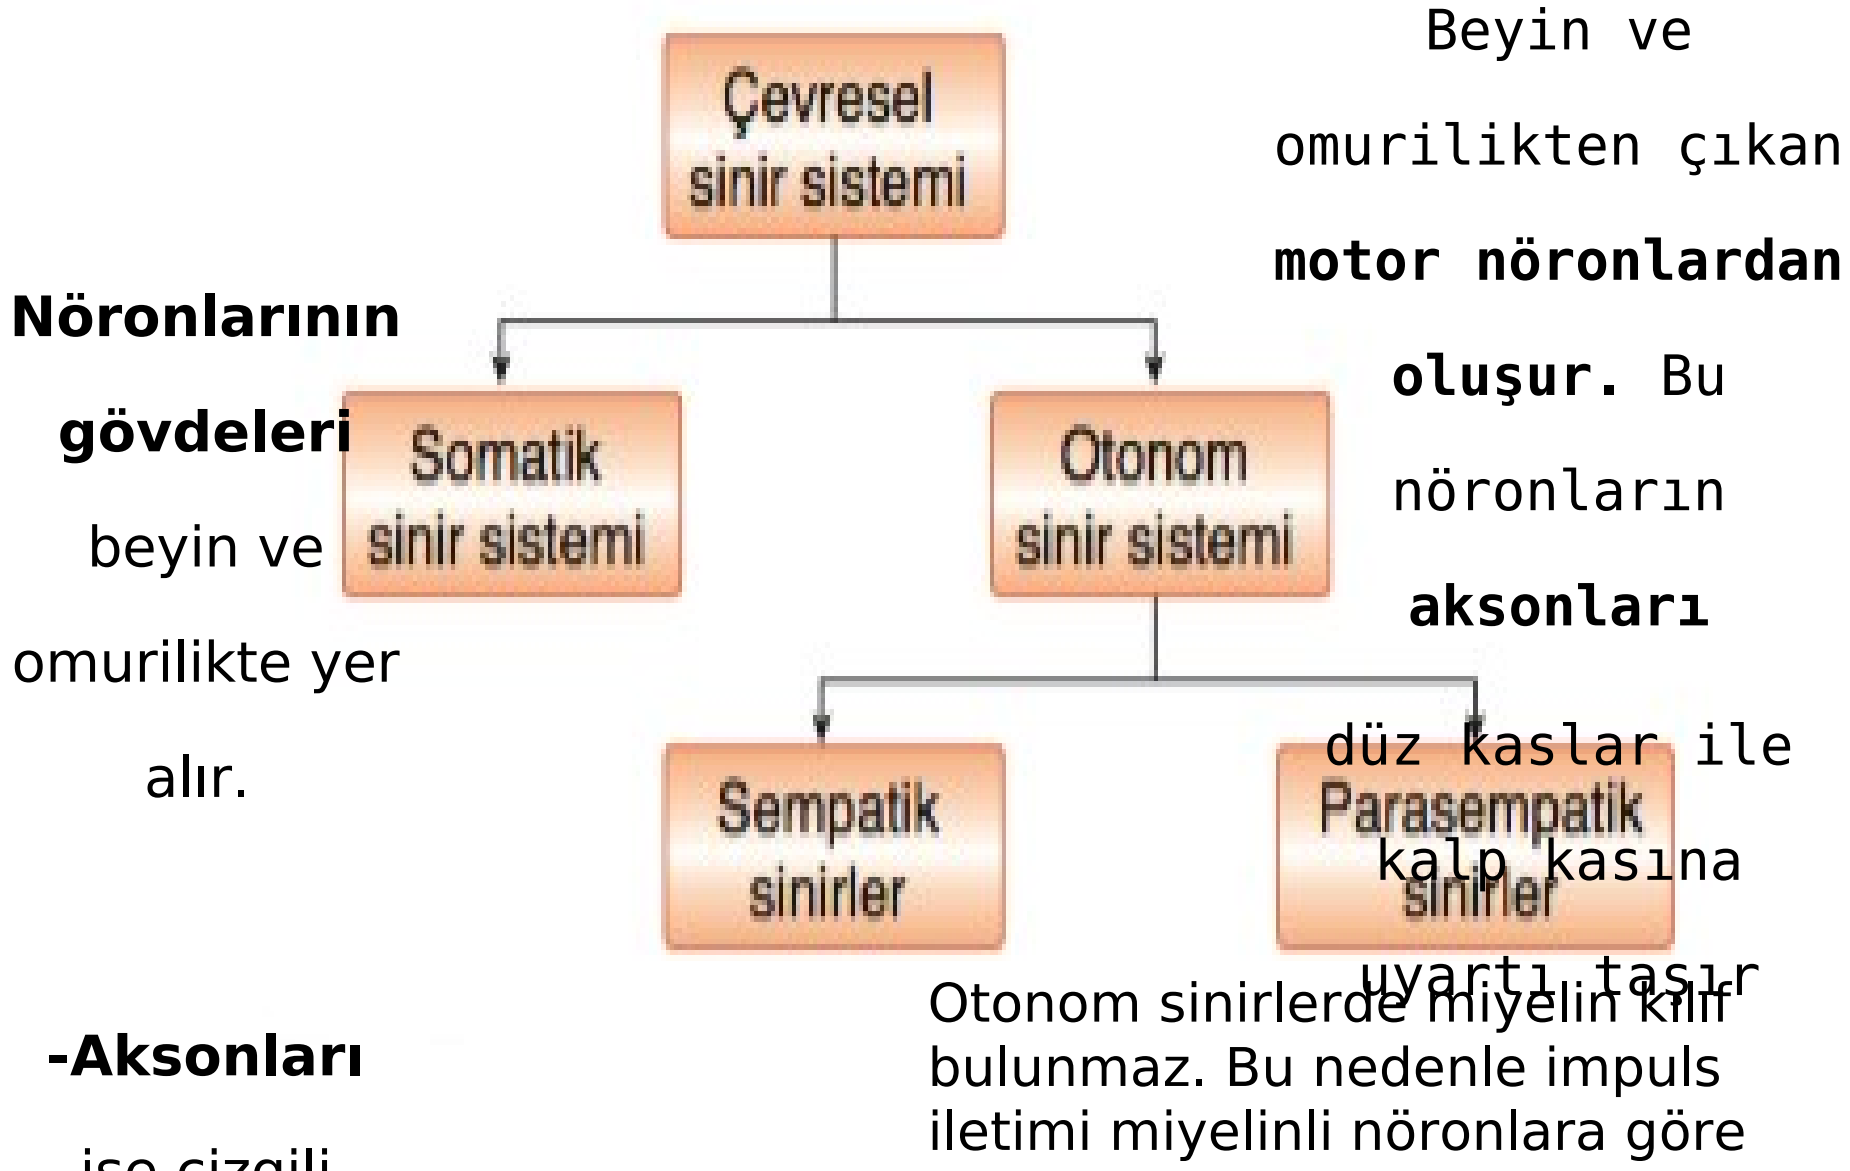 Çevresel
sinir sistemi
Nöronlarının
gövdeleri
beyin ve
omurilikte yer
alır.
-Aksonları
ise çizgili
Somatik
sinir sistemi
Otonom
sinir sistemi
Beyin ve
omurilikten çıkan
motor nöronlardan
oluşur. Bu
nöronların
aksonları
düz kaslar ile
kalp kasına
uyartı taşır
Sempatik
sinirler
Parasempatik
sinirler
Otonom sinirlerde miyelin kılıf
bulunmaz. Bu nedenle impuls
iletimi miyelinli nöronlara göre